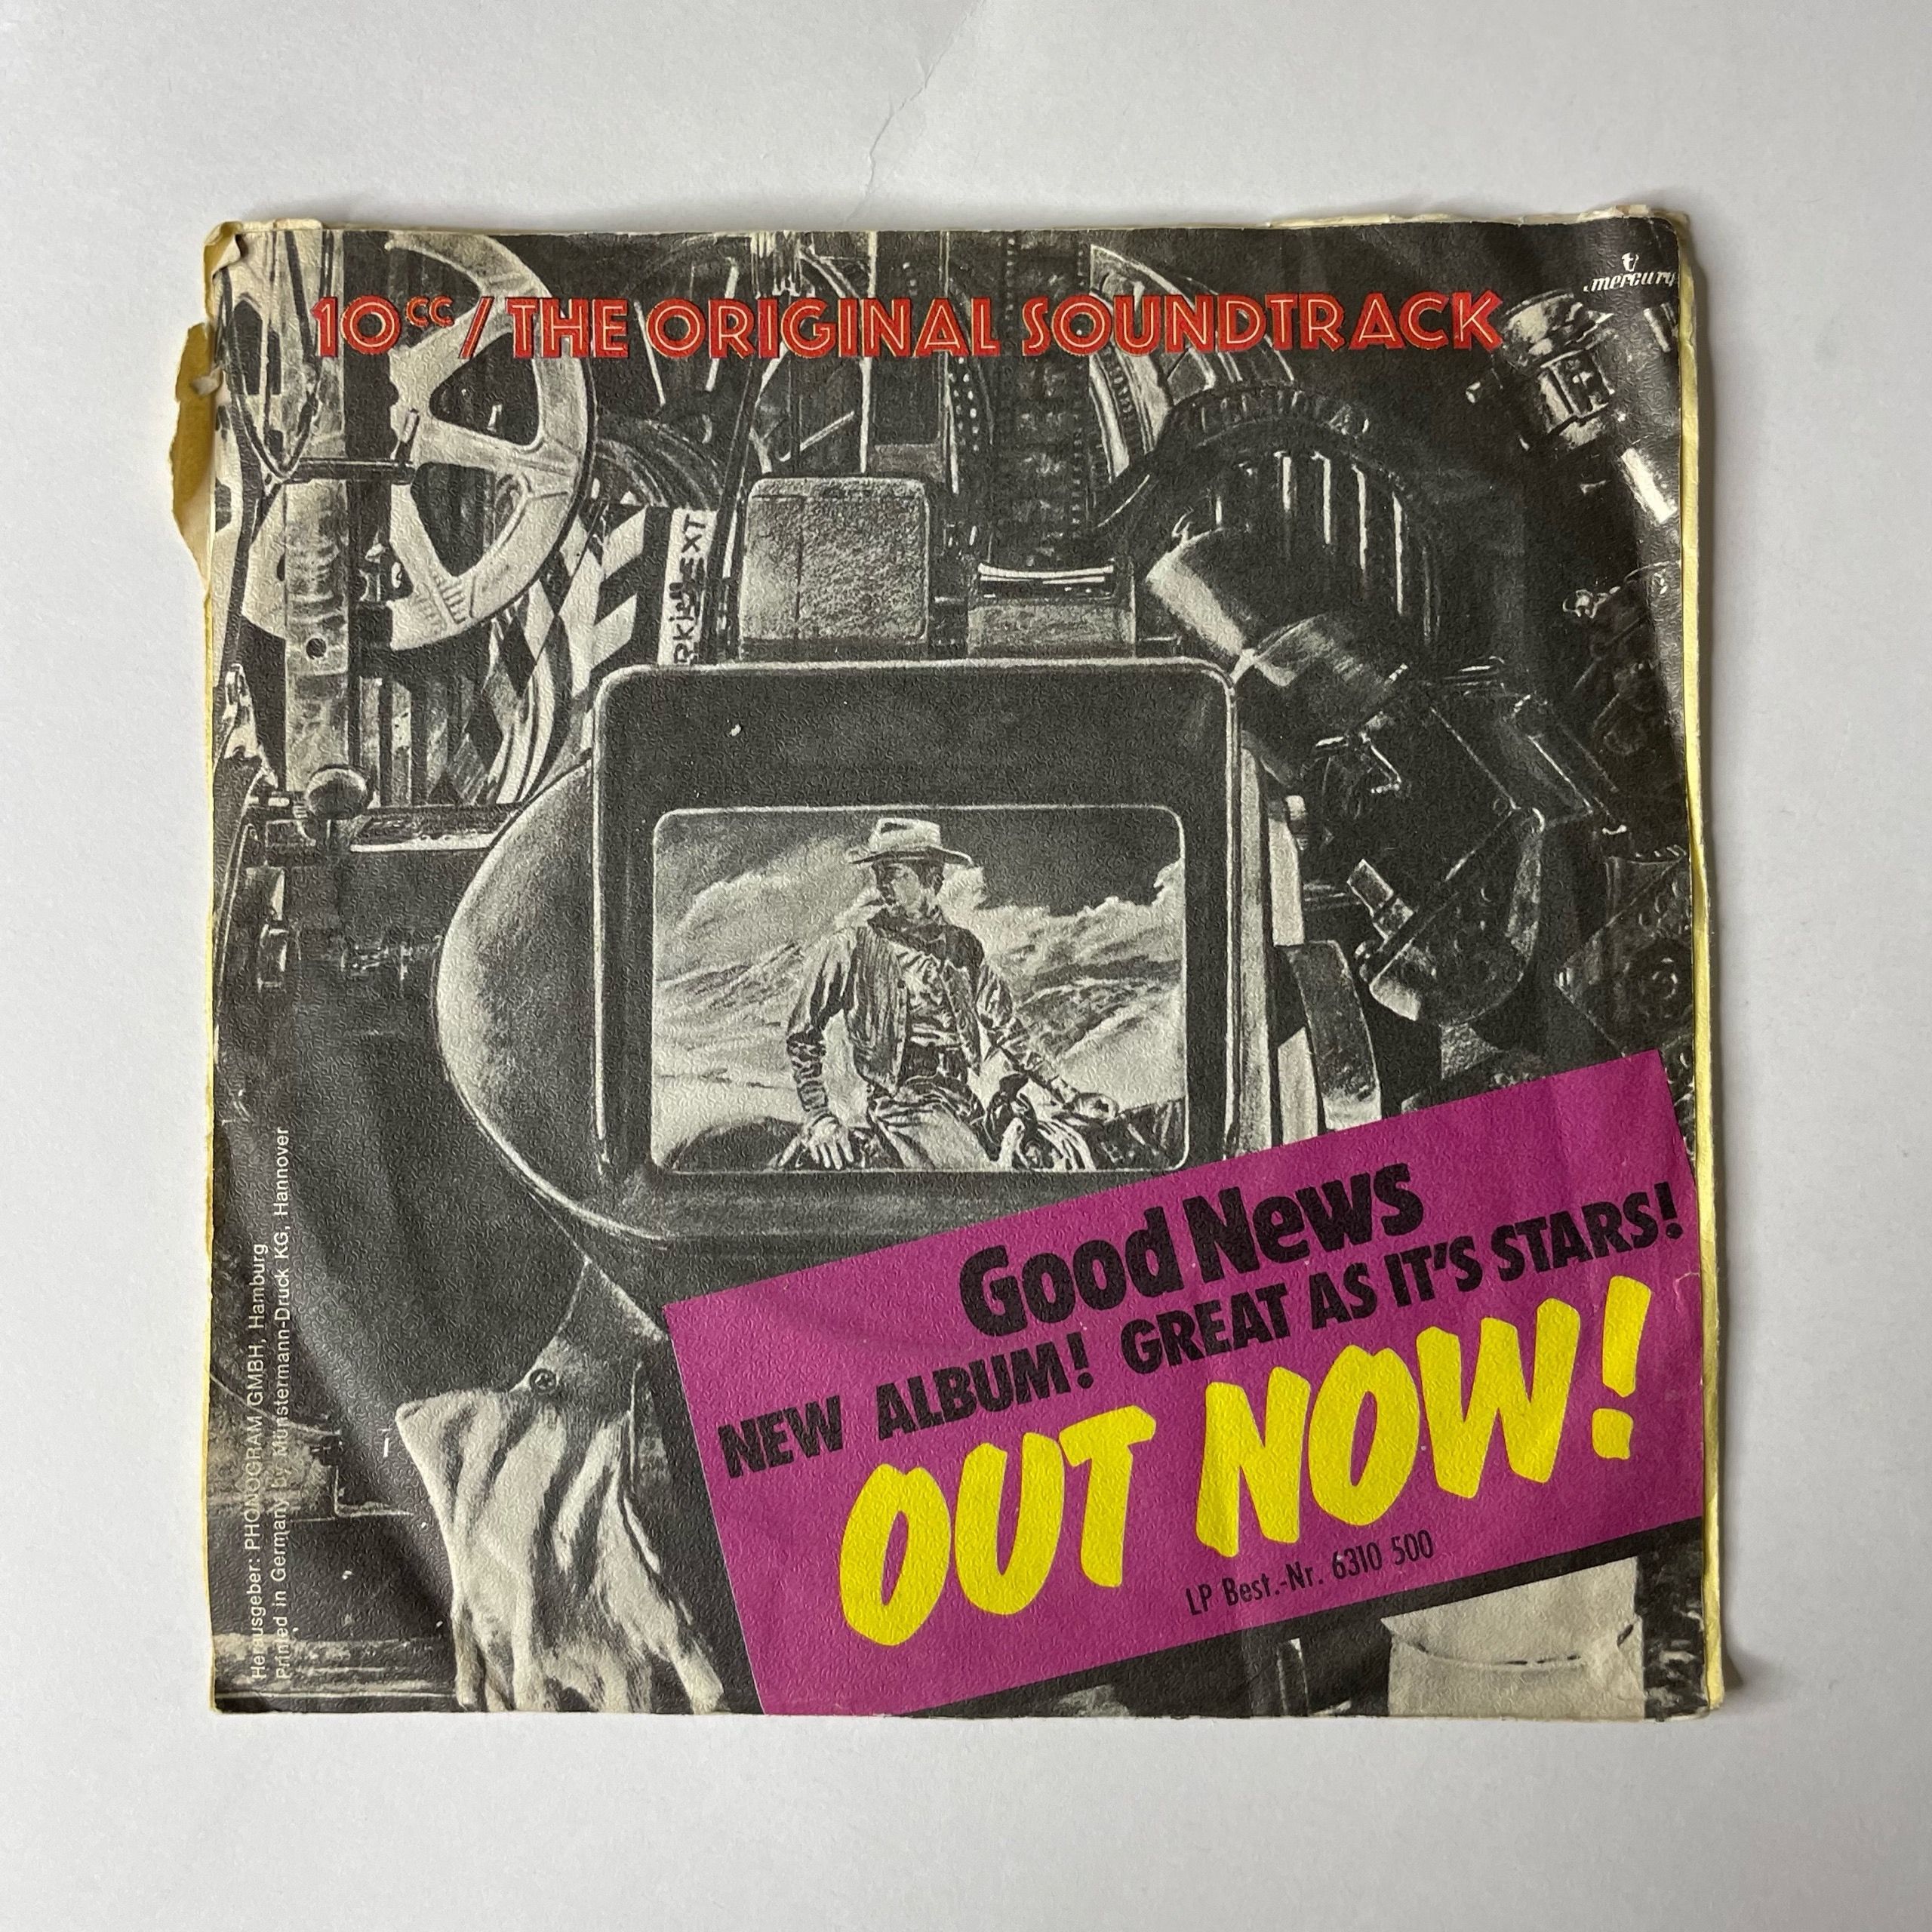 10cc / THE ORIGINAL SOUNDTRACK
mercury
Good News
NEW ALBUM! GREAT AS IT'S STARS!
OUT NOW!
LP Best.-Nr. 6310 500
Herausgeber: PHONOGRAM GMBH, Hamburg
Printed in Germany by Münstermann-Druck KG, Hannover